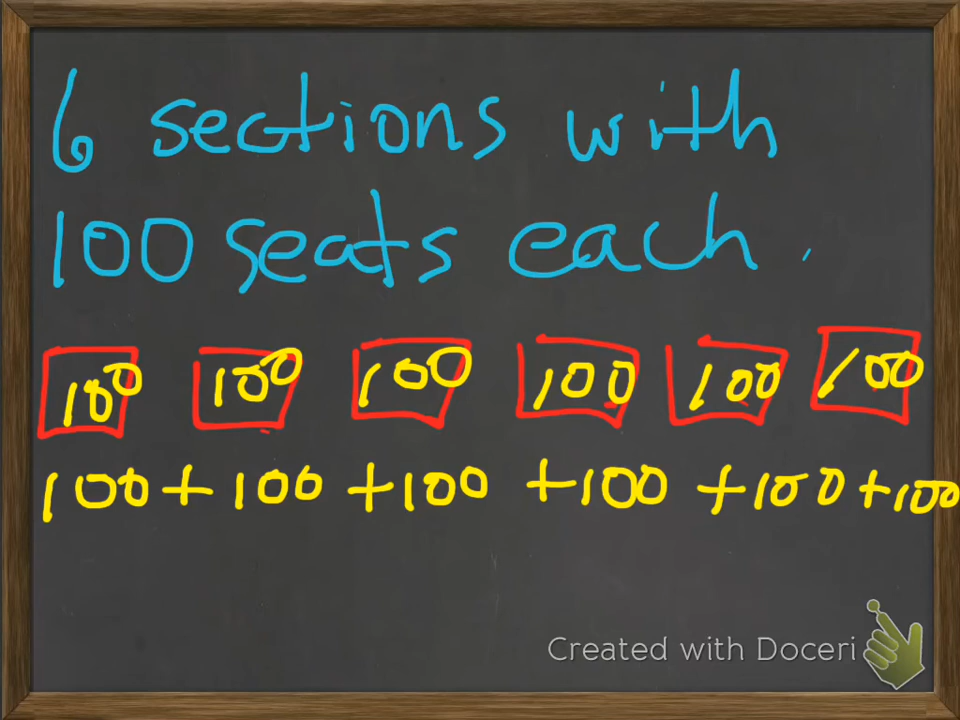 6 sections with
100 seats each.
100 100 100 100 100 100
100 + 100 + 100 + 100 + 100 + 100
Created with Doceri